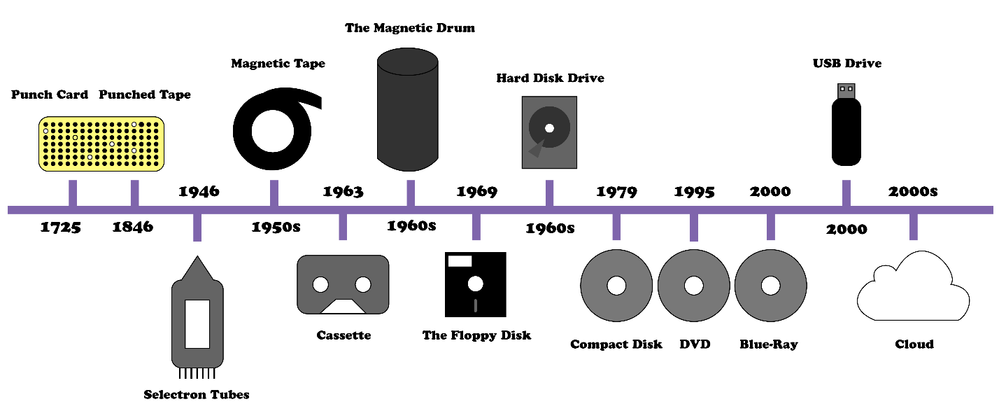 The Magnetic Drum
Magnetic Tape
USB Drive
Hard Disk Drive
Punch Card Punched Tape
1946 1963 1969 1979 1995 2000 2000s
1725 1846 1950s 1960s 1960s 2000
Cassette The Floppy Disk
Compact Disk DVD Blue-Ray Cloud
Selectron Tubes